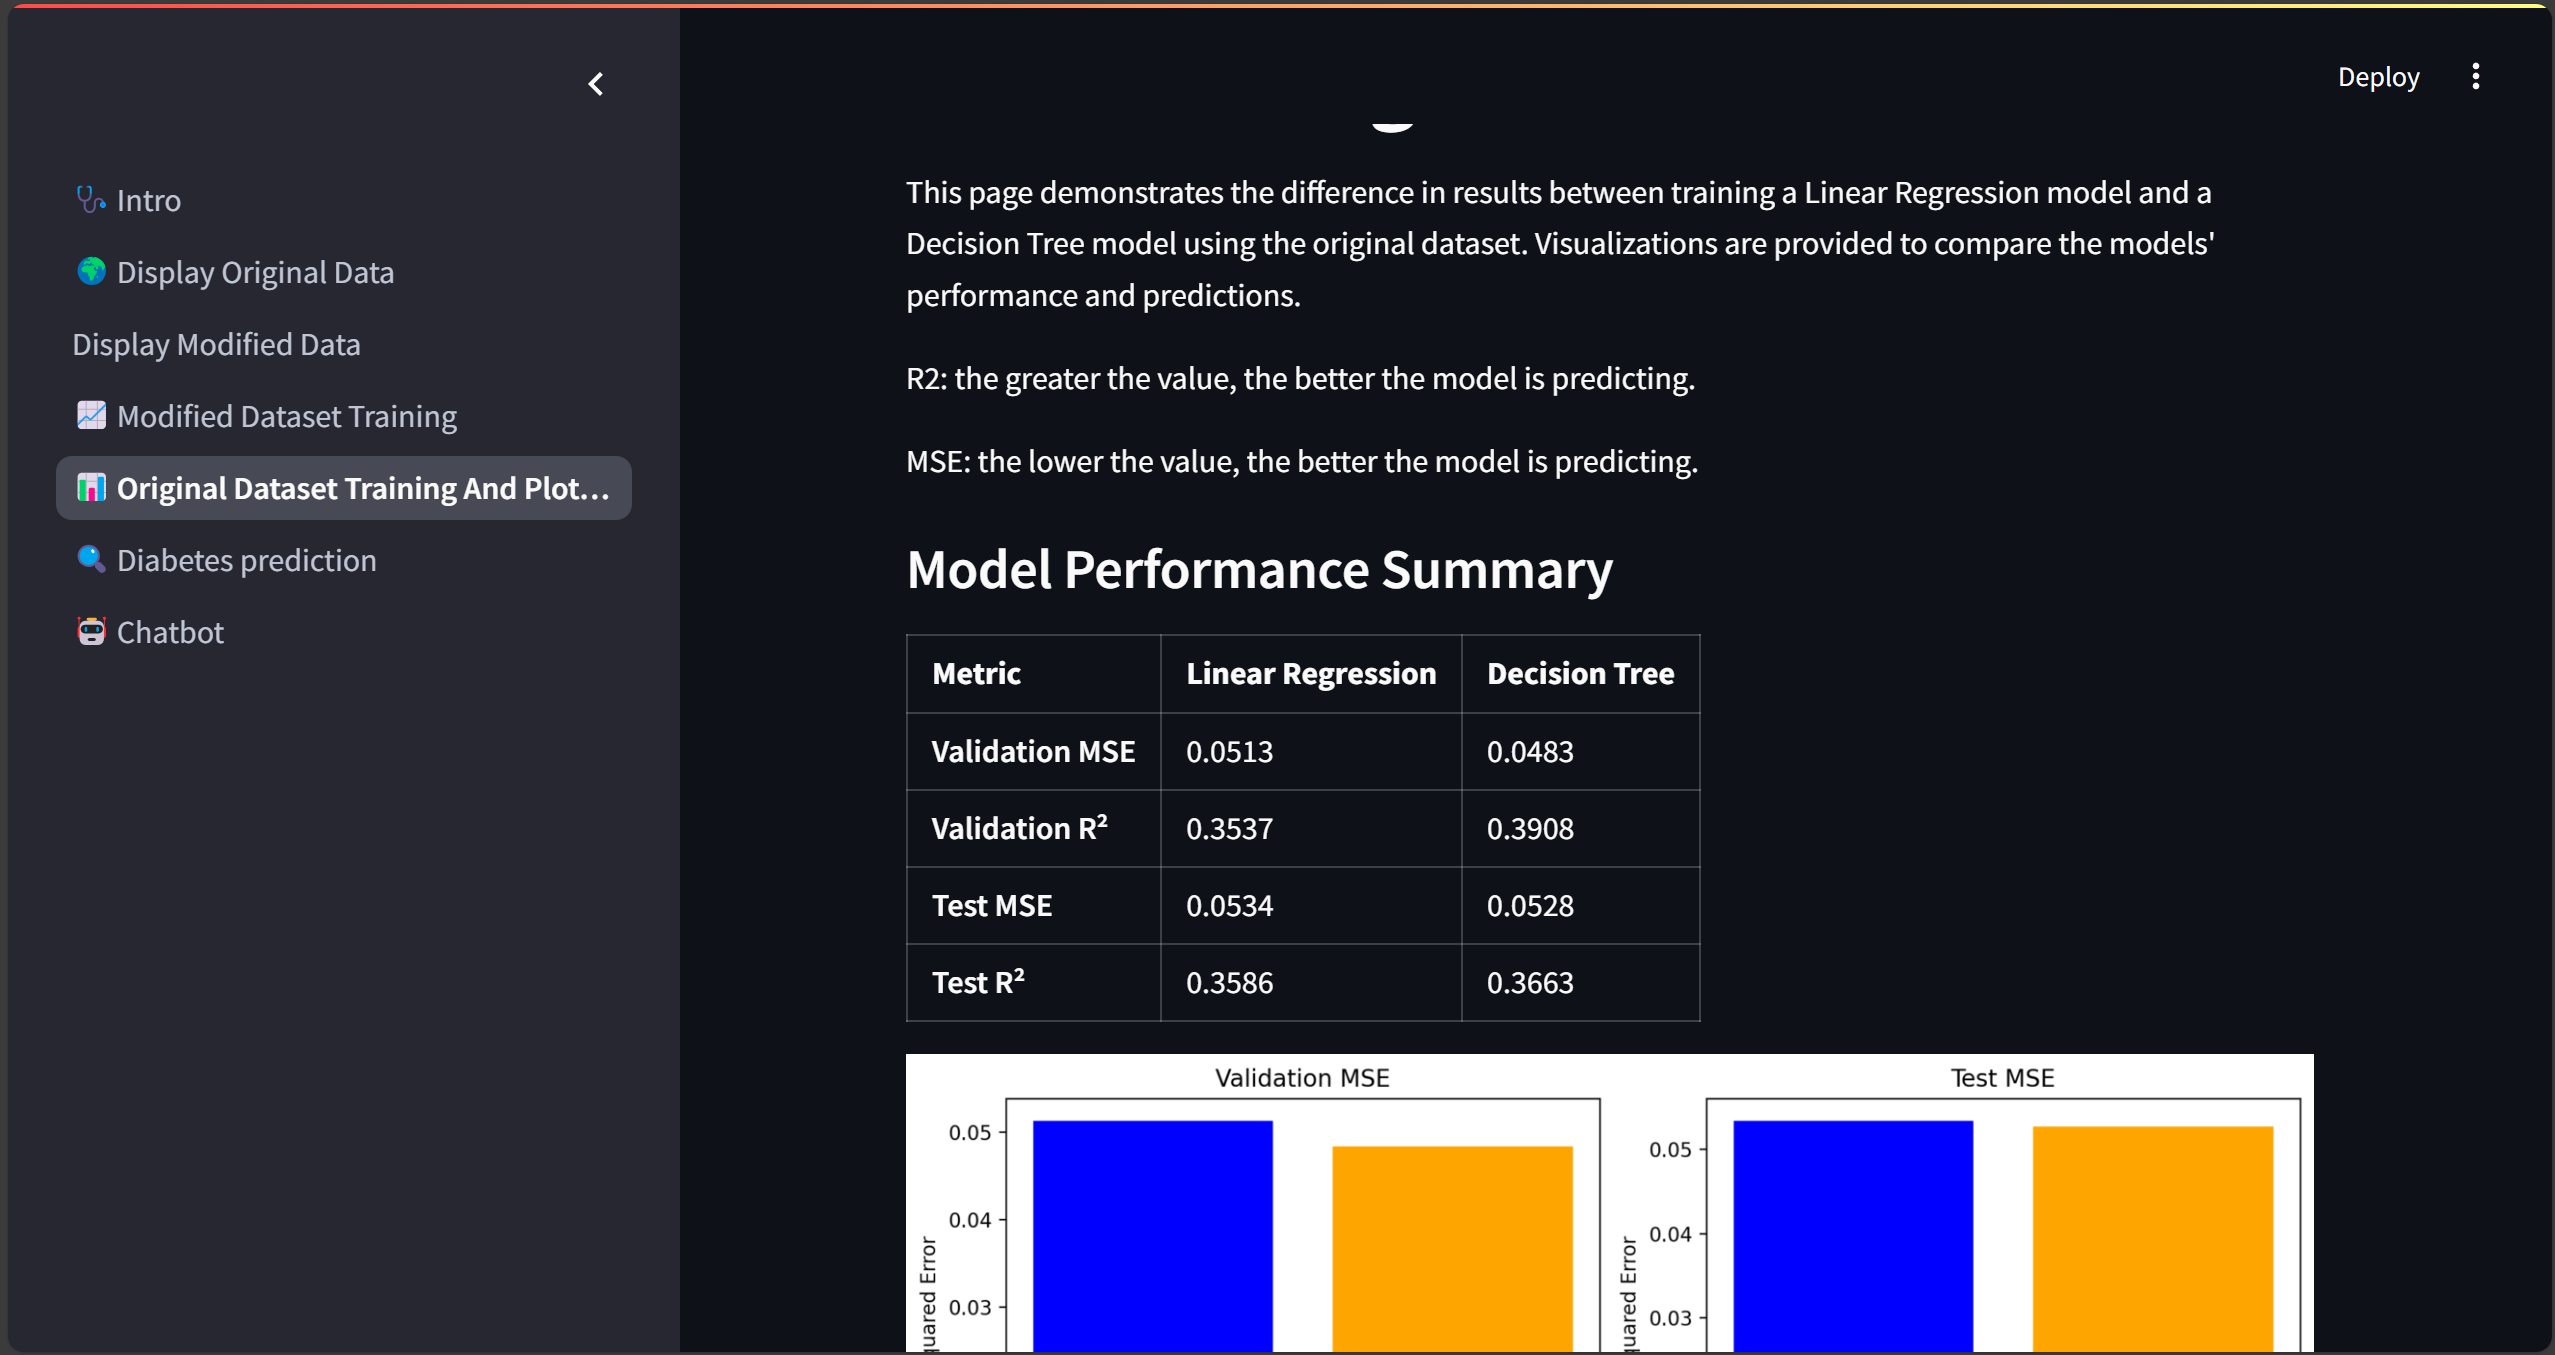 Deploy
Intro
Display Original Data
Display Modified Data
Modified Dataset Training
Original Dataset Training And Plot...
Diabetes prediction
Chatbot
This page demonstrates the difference in results between training a Linear Regression model and a
Decision Tree model using the original dataset. Visualizations are provided to compare the models'
performance and predictions.
R2: the greater the value, the better the model is predicting.
MSE: the lower the value, the better the model is predicting.
Model Performance Summary
Metric Linear Regression Decision Tree
Validation MSE 0.0513 0.0483
Validation R² 0.3537 0.3908
Test MSE 0.0534 0.0528
Test R² 0.3586 0.3663
Validation MSE
0.05
0.04
0.03
Error
Test MSE
0.05
0.04
0.03
Error